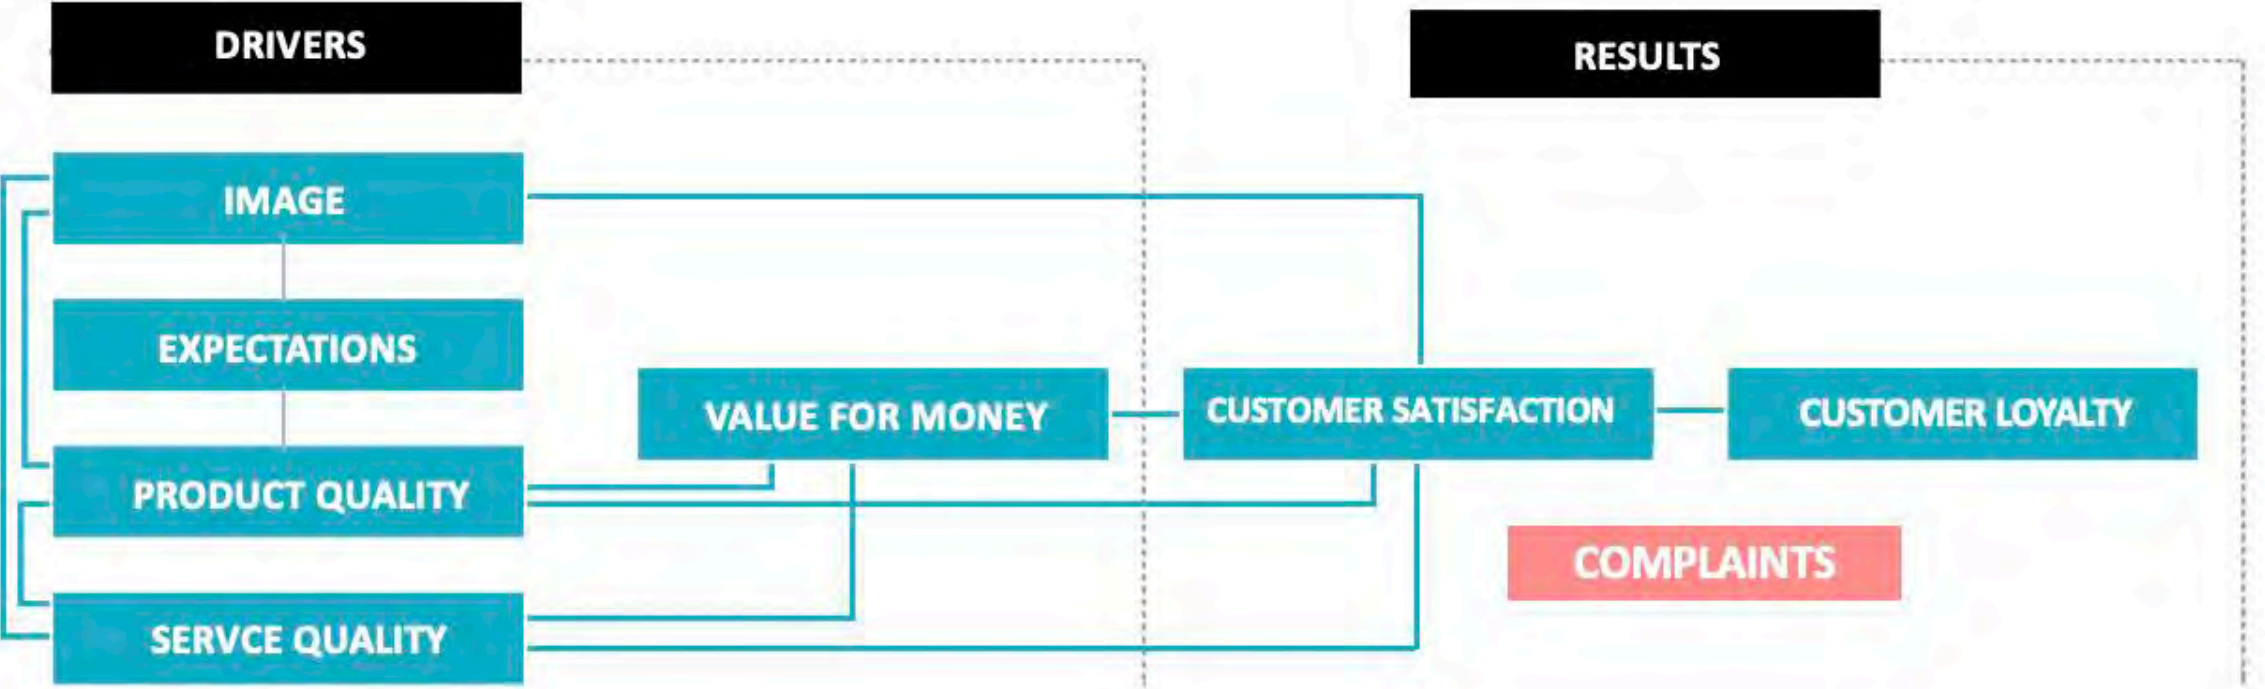 DRIVERS
RESULTS
IMAGE
EXPECTATIONS
VALUE FOR MONEY
CUSTOMER SATISFACTION
CUSTOMER LOYALTY
PRODUCT QUALITY
COMPLAINTS
SERVCE QUALITY